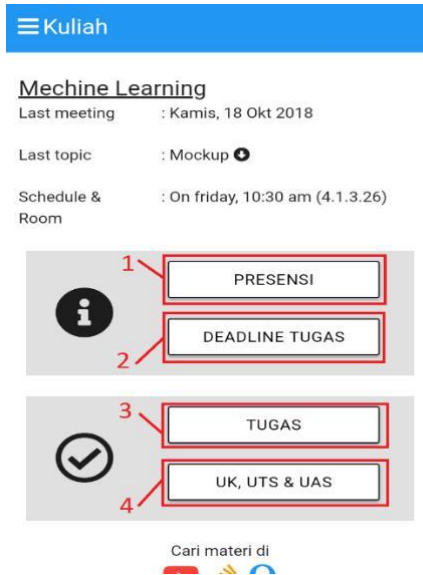 Kuliah
Mechine Learning
Last meeting : Kamis, 18 Okt 2018
Last topic : Mockup
Schedule & : On friday, 10:30 am (4.1.3.26)
Room
1
PRESENSI
DEADLINE TUGAS
2
3
TUGAS
UK, UTS & UAS
4
Cari materi di